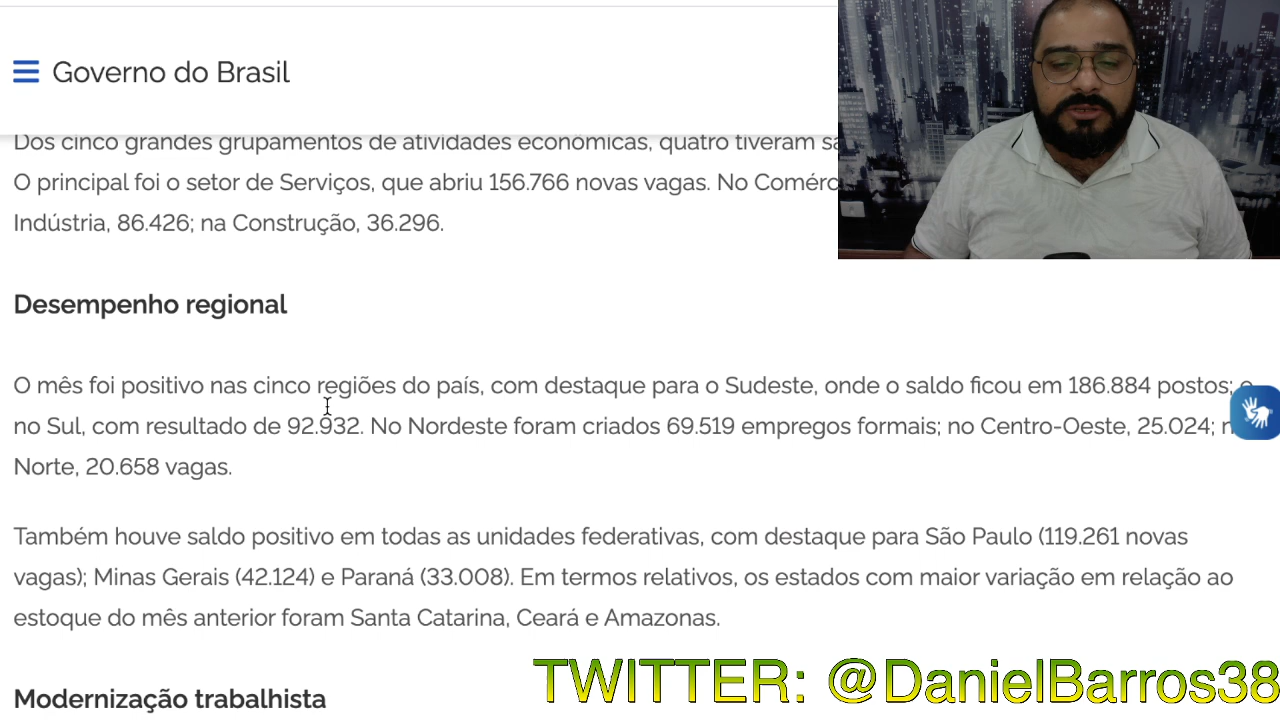 Governo do Brasil
Dos cinco grandes grupamentos de atividades econômicas, quatro tiveram
O principal foi o setor de Serviços, que abriu 156.766 novas vagas. No
Indústria, 86.426; na Construção, 36.296.
Desempenho regional
O mês foi positivo nas cinco regiões do país, com destaque para o Sudeste, onde o saldo ficou em 186.884 postos; e
no Sul, com resultado de 92.932. No Nordeste foram criados 69.519 empregos formais; no Centro-Oeste, 25.024;
Norte, 20.658 vagas.
Também houve saldo positivo em todas as unidades federativas, com destaque para São Paulo (119.261 novas
vagas); Minas Gerais (42.124) e Paraná (33.008). Em termos relativos, os estados com maior variação em relação ao
estoque do mês anterior foram Santa Catarina, Ceará e Amazonas.
Modernização trabalhista
TWITTER: @DanielBarros38